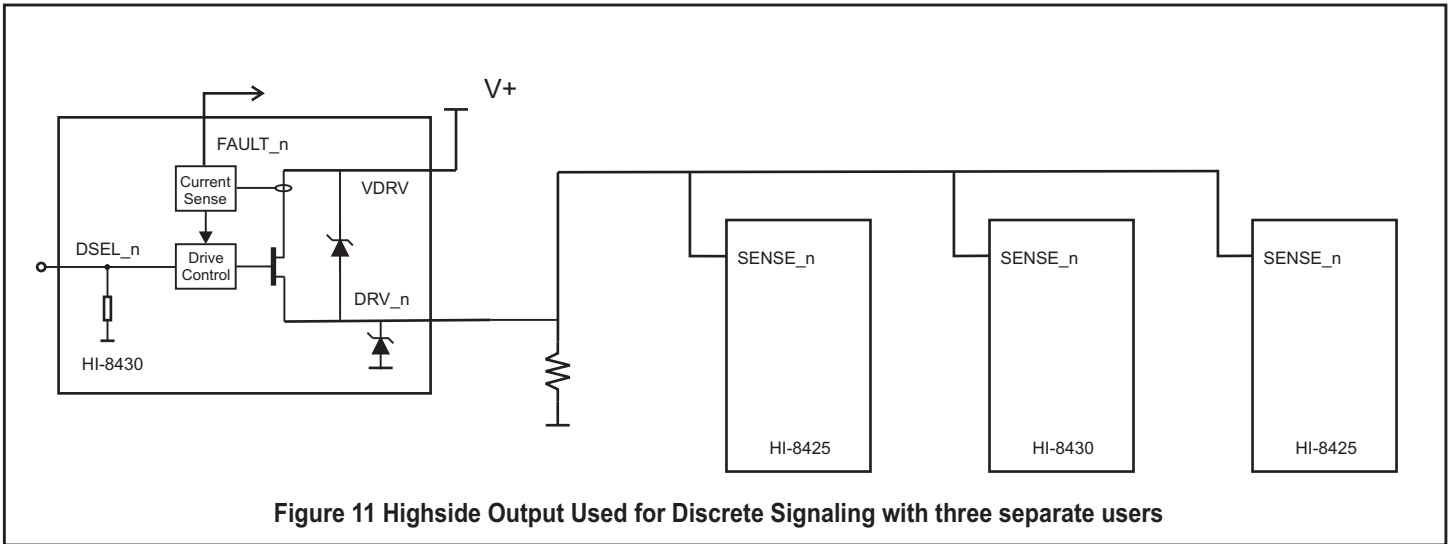 V+
FAULT_n
Current
Sense
VDRV
DSEL_n
Drive
Control
DRV_n
HI-8430
SENSE_n
SENSE_n
SENSE_n
HI-8425
HI-8430
HI-8425
Figure 11 Highside Output Used for Discrete Signaling with three separate users